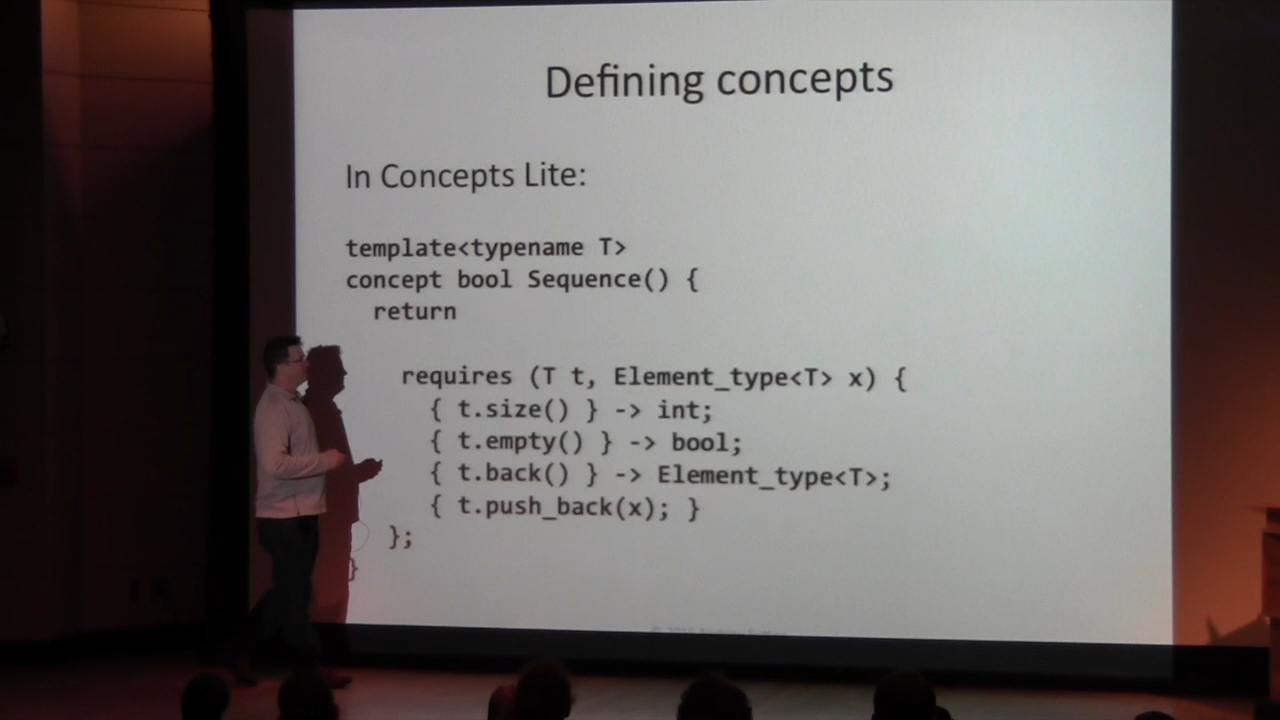 Defining concepts
In Concepts Lite:
template<typename T>
concept bool Sequence() {
return
requires (T t, Element_type<T> x) {
{ t.size() } -> int;
{ t.empty() } -> bool;
{ t.back() } -> Element_type<T>;
{ t.push_back(x); }
};
}